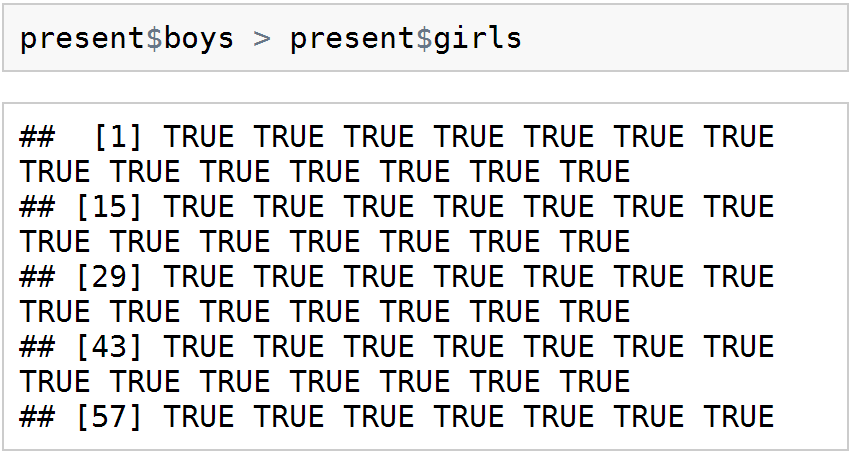 present$boys > present$girls
##  [1] TRUE TRUE TRUE TRUE TRUE TRUE TRUE
TRUE TRUE TRUE TRUE TRUE TRUE TRUE
## [15] TRUE TRUE TRUE TRUE TRUE TRUE TRUE
TRUE TRUE TRUE TRUE TRUE TRUE TRUE
## [29] TRUE TRUE TRUE TRUE TRUE TRUE TRUE
TRUE TRUE TRUE TRUE TRUE TRUE TRUE
## [43] TRUE TRUE TRUE TRUE TRUE TRUE TRUE
TRUE TRUE TRUE TRUE TRUE TRUE TRUE
## [57] TRUE TRUE TRUE TRUE TRUE TRUE TRUE